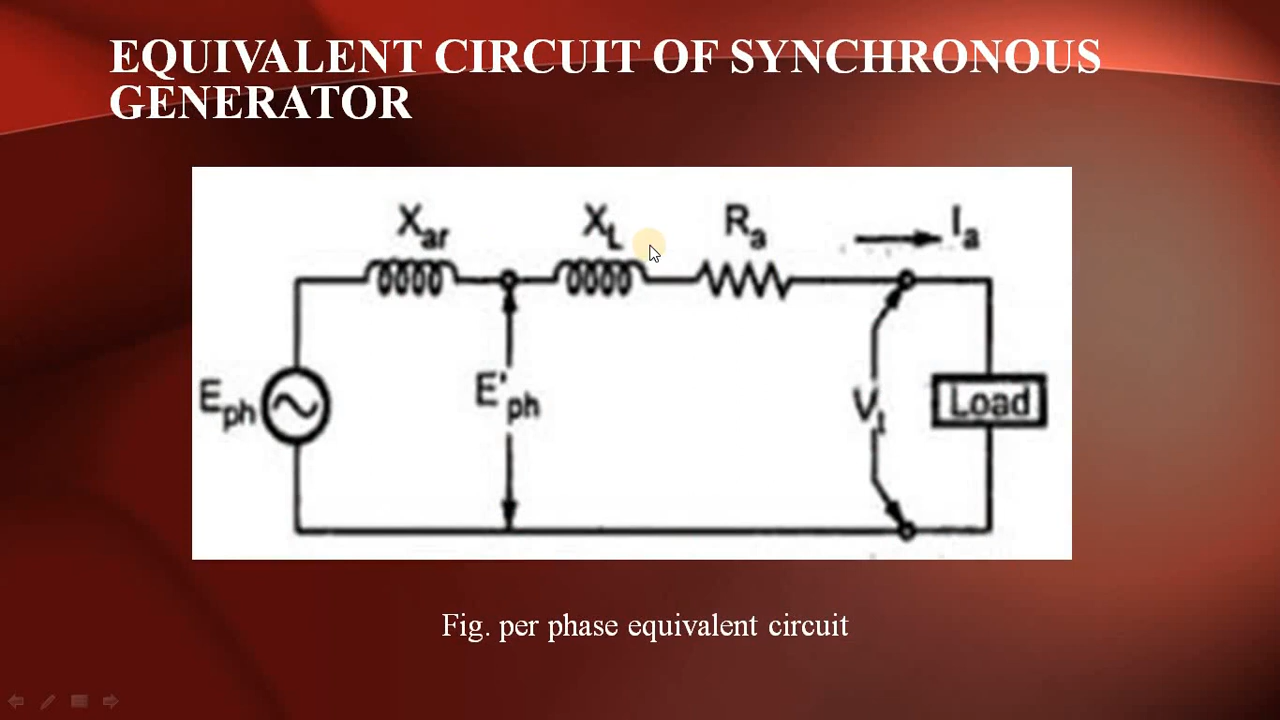 EQUIVALENT CIRCUIT OF SYNCHRONOUS
GENERATOR
Xar
XL
Ra
Ia
Eph
E'ph
Vt
Load
Fig. per phase equivalent circuit